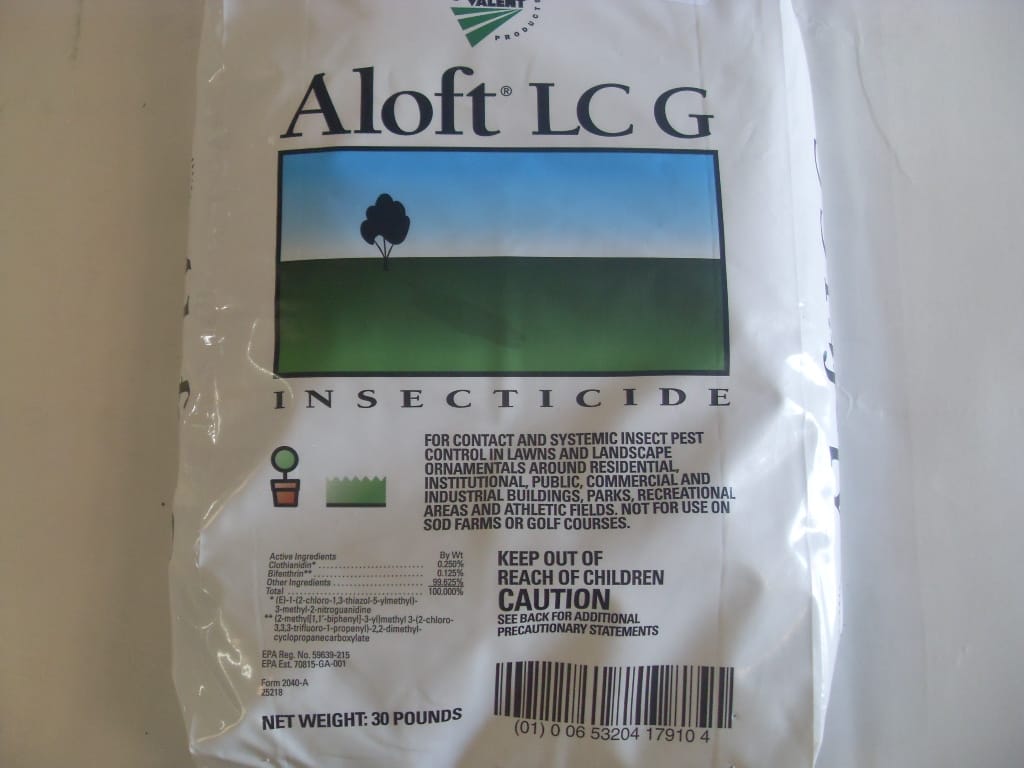 VALENT
PRODUCTS
Aloft® LC G
INSECTICIDE
FOR CONTACT AND SYSTEMIC INSECT PEST
CONTROL IN LAWNS AND LANDSCAPE
ORNAMENTALS AROUND RESIDENTIAL,
INSTITUTIONAL, PUBLIC, COMMERCIAL AND
INDUSTRIAL BUILDINGS, PARKS, RECREATIONAL
AREAS AND ATHLETIC FIELDS. NOT FOR USE ON
SOD FARMS OR GOLF COURSES.
Active Ingredients By Wt
Clothianidin* 0.250%
Bifenthrin** 0.125%
Other Ingredients 99.625%
Total 100.000%
* (E)-1-(2-chloro-1,3-thiazol-5-ylmethyl)-
3-methyl-2-nitroguanidine
** (2-methyl[1,1'-biphenyl]-3-yl)methyl 3-(2-chloro-
3,3,3-trifluoro-1-propenyl)-2,2-dimethyl-
cyclopropanecarboxylate
EPA Reg. No. 59639-215
EPA Est. 70815-GA-001
Form 2040-A
25218
NET WEIGHT: 30 POUNDS
KEEP OUT OF
REACH OF CHILDREN
CAUTION
SEE BACK FOR ADDITIONAL
PRECAUTIONARY STATEMENTS
(01) 0 06 53204 17910 4